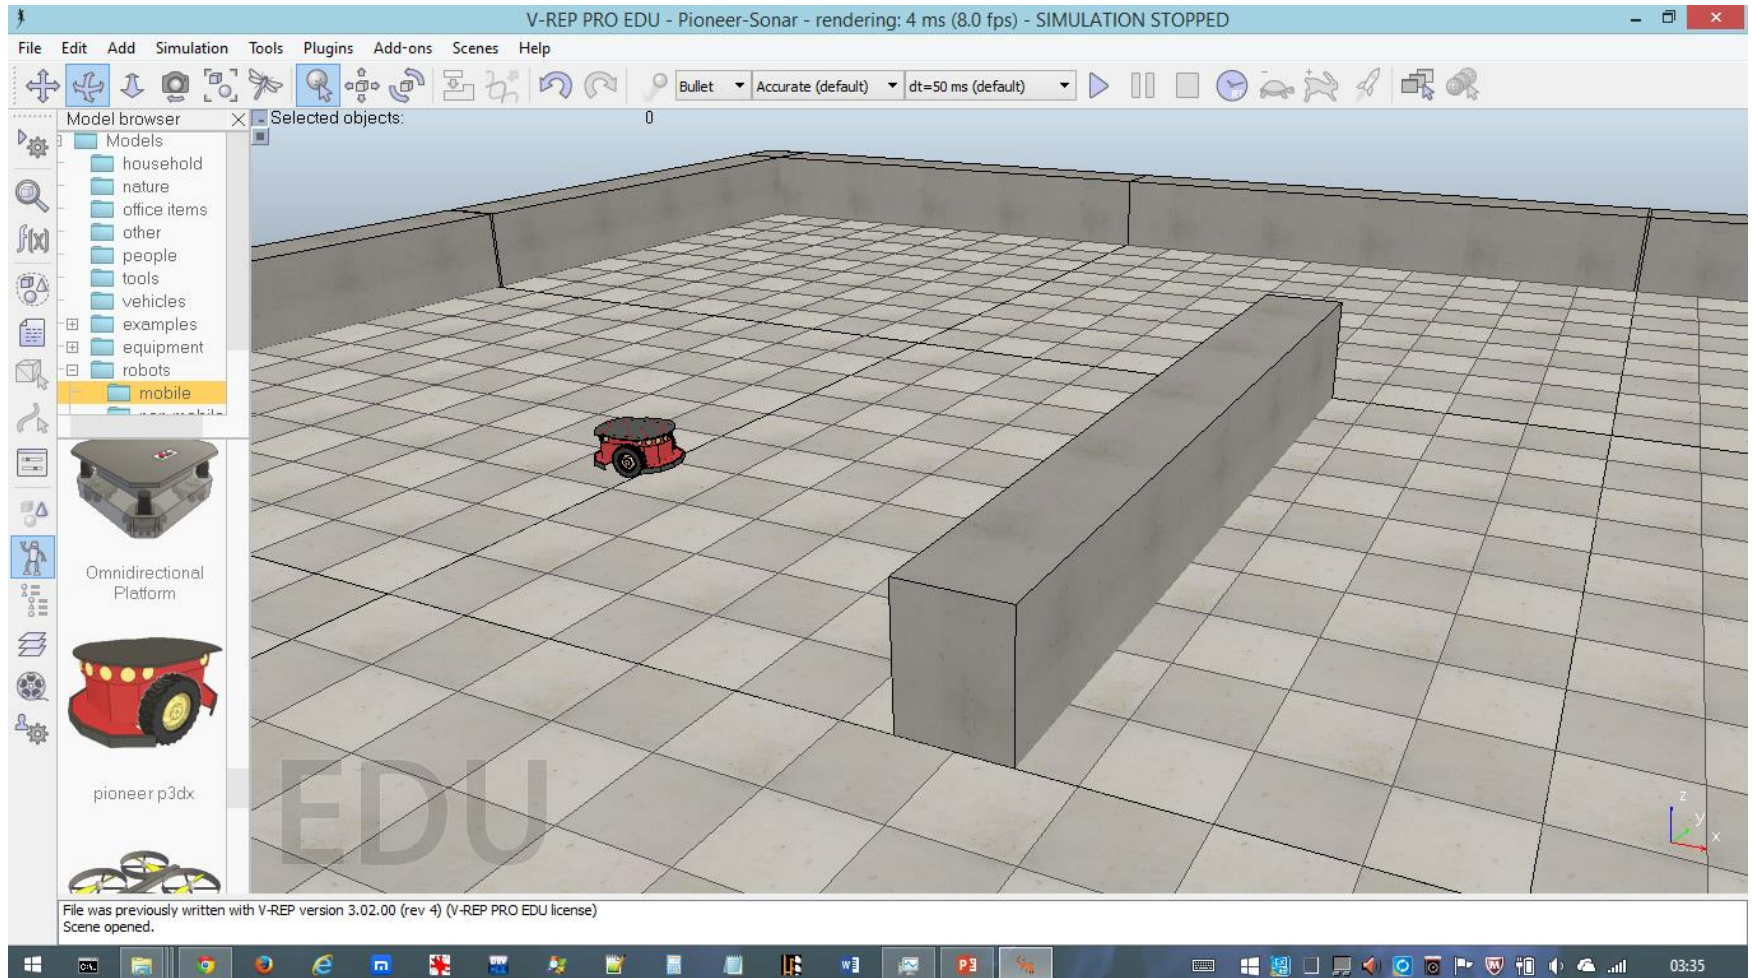 V-REP PRO EDU - Pioneer-Sonar - rendering: 4 ms (8.0 fps) - SIMULATION STOPPED
File Edit Add Simulation Tools Plugins Add-ons Scenes Help
Bullet Accurate (default) dt=50 ms (default)
Model browser
Selected objects: 0
Models
household
nature
office items
other
people
tools
vehicles
examples
equipment
robots
mobile
f(x)
Omnidirectional
Platform
pioneer p3dx
EDU
z
y
x
File was previously written with V-REP version 3.02.00 (rev 4) (V-REP PRO EDU license)
Scene opened.
03:35